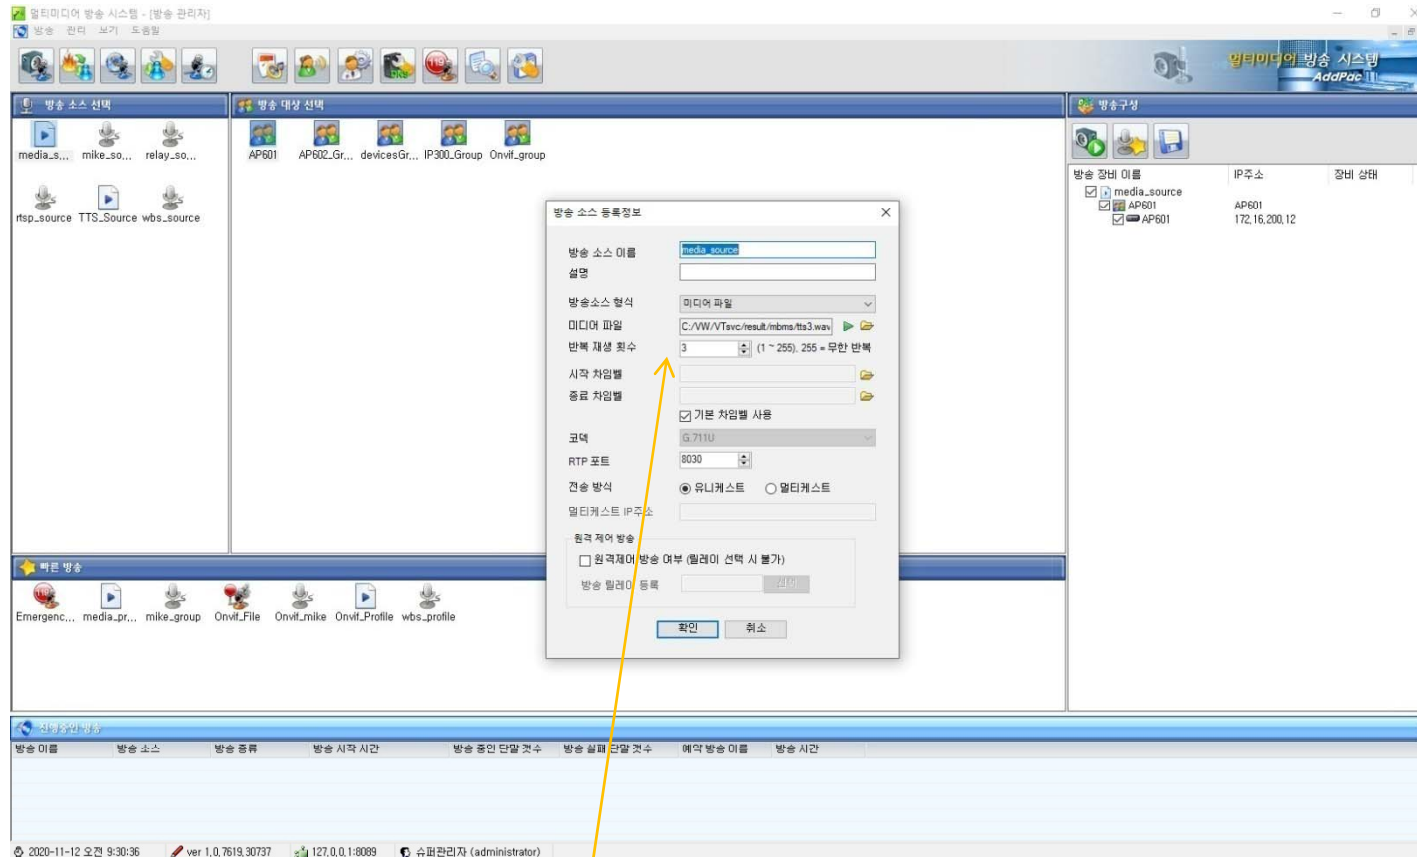 멀티미디어 방송 시스템 - [방송 관리자]
방송 관리 보기 도움말
멀티미디어 방송 시스템
AddPac
방송 소스 선택
방송 대상 선택
방송구성
media_s...
mike_so...
relay_so...
AP601
AP602_Gr...
devicesGr...
IP300_Group
Onvif_group
rtsp_source
TTS_Source
wbs_source
방송 장비 이름 IP주소 장비 상태
media_source
AP601 AP601
AP601 172.16.200.12
방송 소스 등록정보
방송 소스 이름 media_source
설명
방송소스 형식 미디어 파일
미디어 파일 C:/VW/VTsvc/result/mbms/tts3.wav
반복 재생 횟수 3 (1 ~ 255), 255 = 무한 반복
시작 차임벨
종료 차임벨
기본 차임벨 사용
코덱 G.711U
RTP 포트 8030
전송 방식 유니케스트 멀티케스트
멀티케스트 IP주소
원격 제어 방송
원격제어 방송 여부 (릴레이 선택 시 불가)
방송 릴레이 등록 선택
확인 취소
빠른 방송
Emergenc...
media_pr...
mike_group
Onvif_File
Onvif_mike
Onvif_Profile
wbs_profile
진행중인 방송
방송 이름 방송 소스 방송 종류 방송 시작 시간 방송 중인 단말 갯수 방송 실패 단말 갯수 예약 방송 이름 방송 시간
2020-11-12 오전 9:30:36 ver 1.0.7619.30737 127.0.0.1:8089 슈퍼관리자 (administrator)